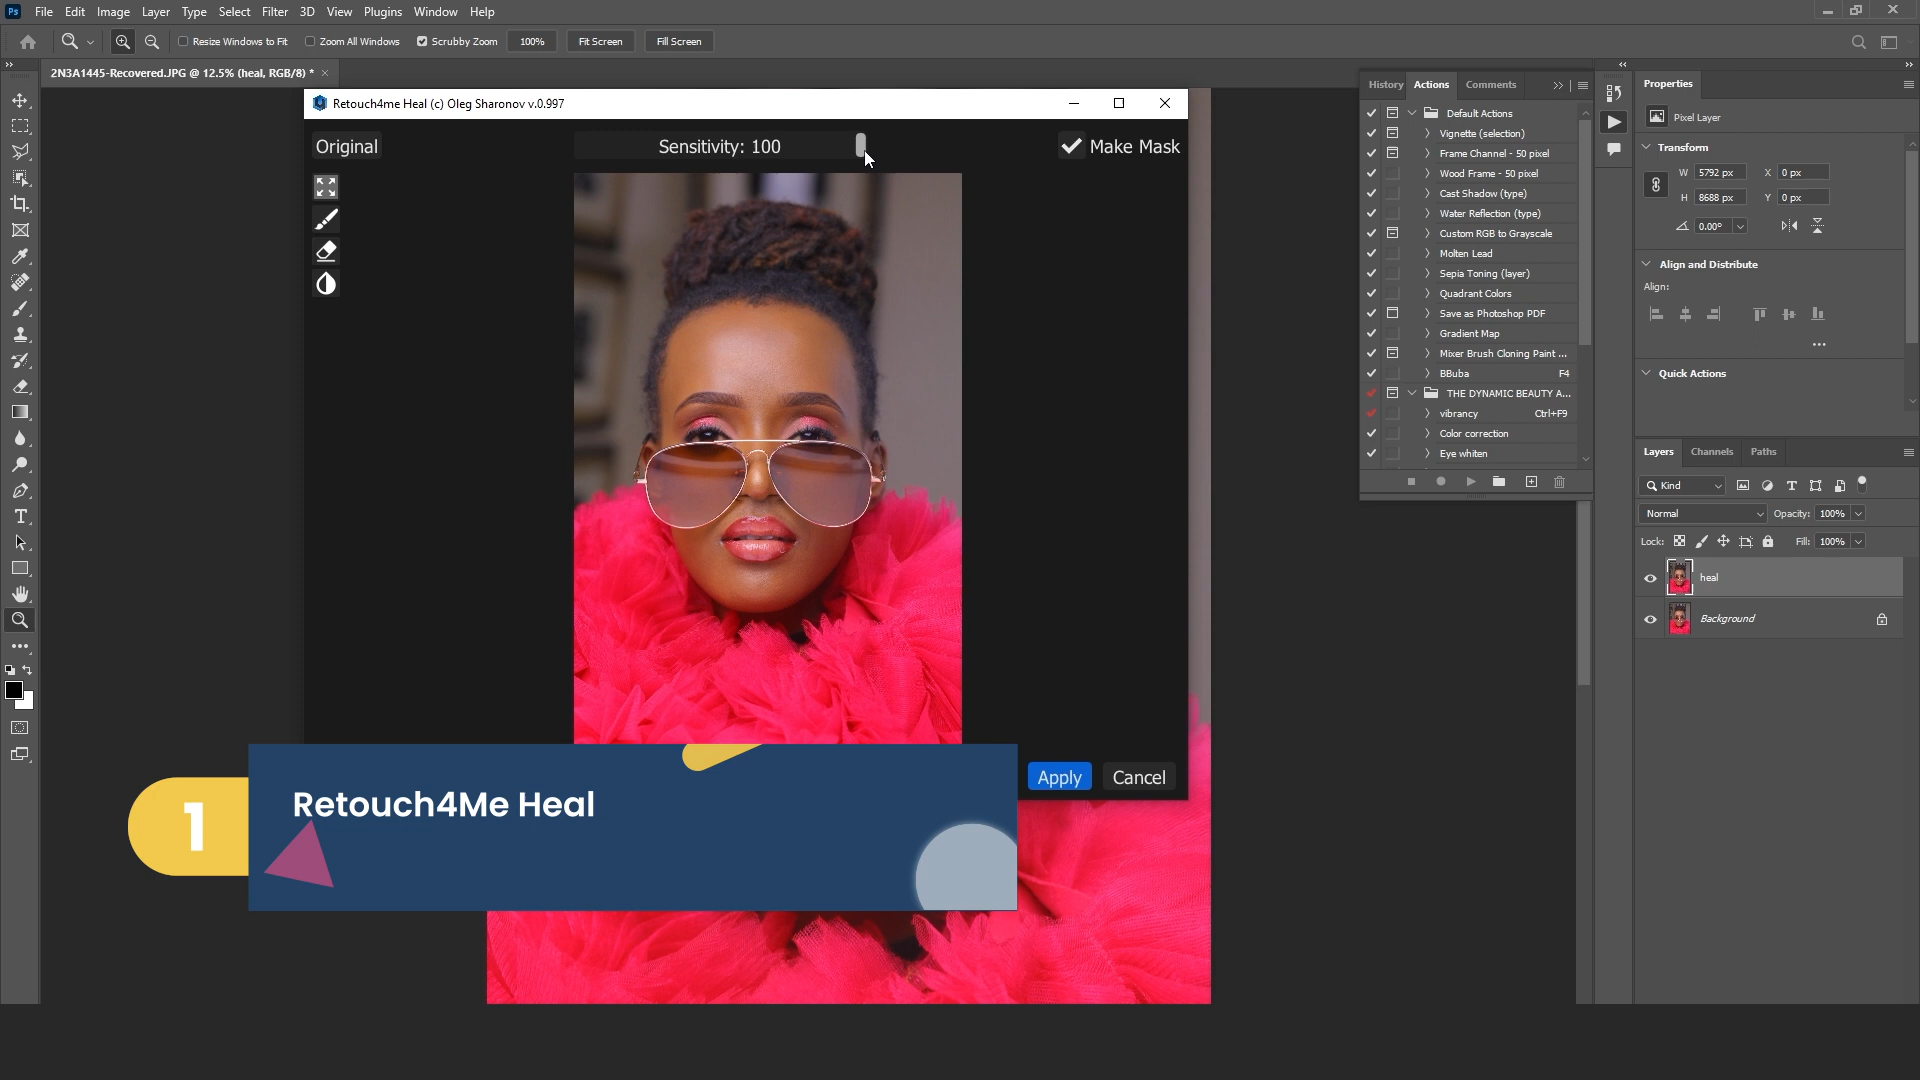 Ps File Edit Image Layer Type Select Filter 3D View Plugins Window Help
Resize Windows to Fit Zoom All Windows Scrubby Zoom 100% Fit Screen Fill Screen
2N3A1445-Recovered.JPG @ 12.5% (heal, RGB/8) *
Retouch4me Heal (c) Oleg Sharonov v.0.997
Original
Sensitivity: 100
Make Mask
Apply
Cancel
1
Retouch4Me Heal
History Actions Comments
Default Actions
Vignette (selection)
Frame Channel - 50 pixel
Wood Frame - 50 pixel
Cast Shadow (type)
Water Reflection (type)
Custom RGB to Grayscale
Molten Lead
Sepia Toning (layer)
Quadrant Colors
Save as Photoshop PDF
Gradient Map
Mixer Brush Cloning Paint ...
BBuba F4
THE DYNAMIC BEAUTY A...
vibrancy Ctrl+F9
Color correction
Eye whiten
Properties
Pixel Layer
Transform
W 5792 px X 0 px
H 8688 px Y 0 px
0.00°
Align and Distribute
Align:
Quick Actions
Layers Channels Paths
Kind
Normal Opacity: 100%
Lock: Fill: 100%
heal
Background